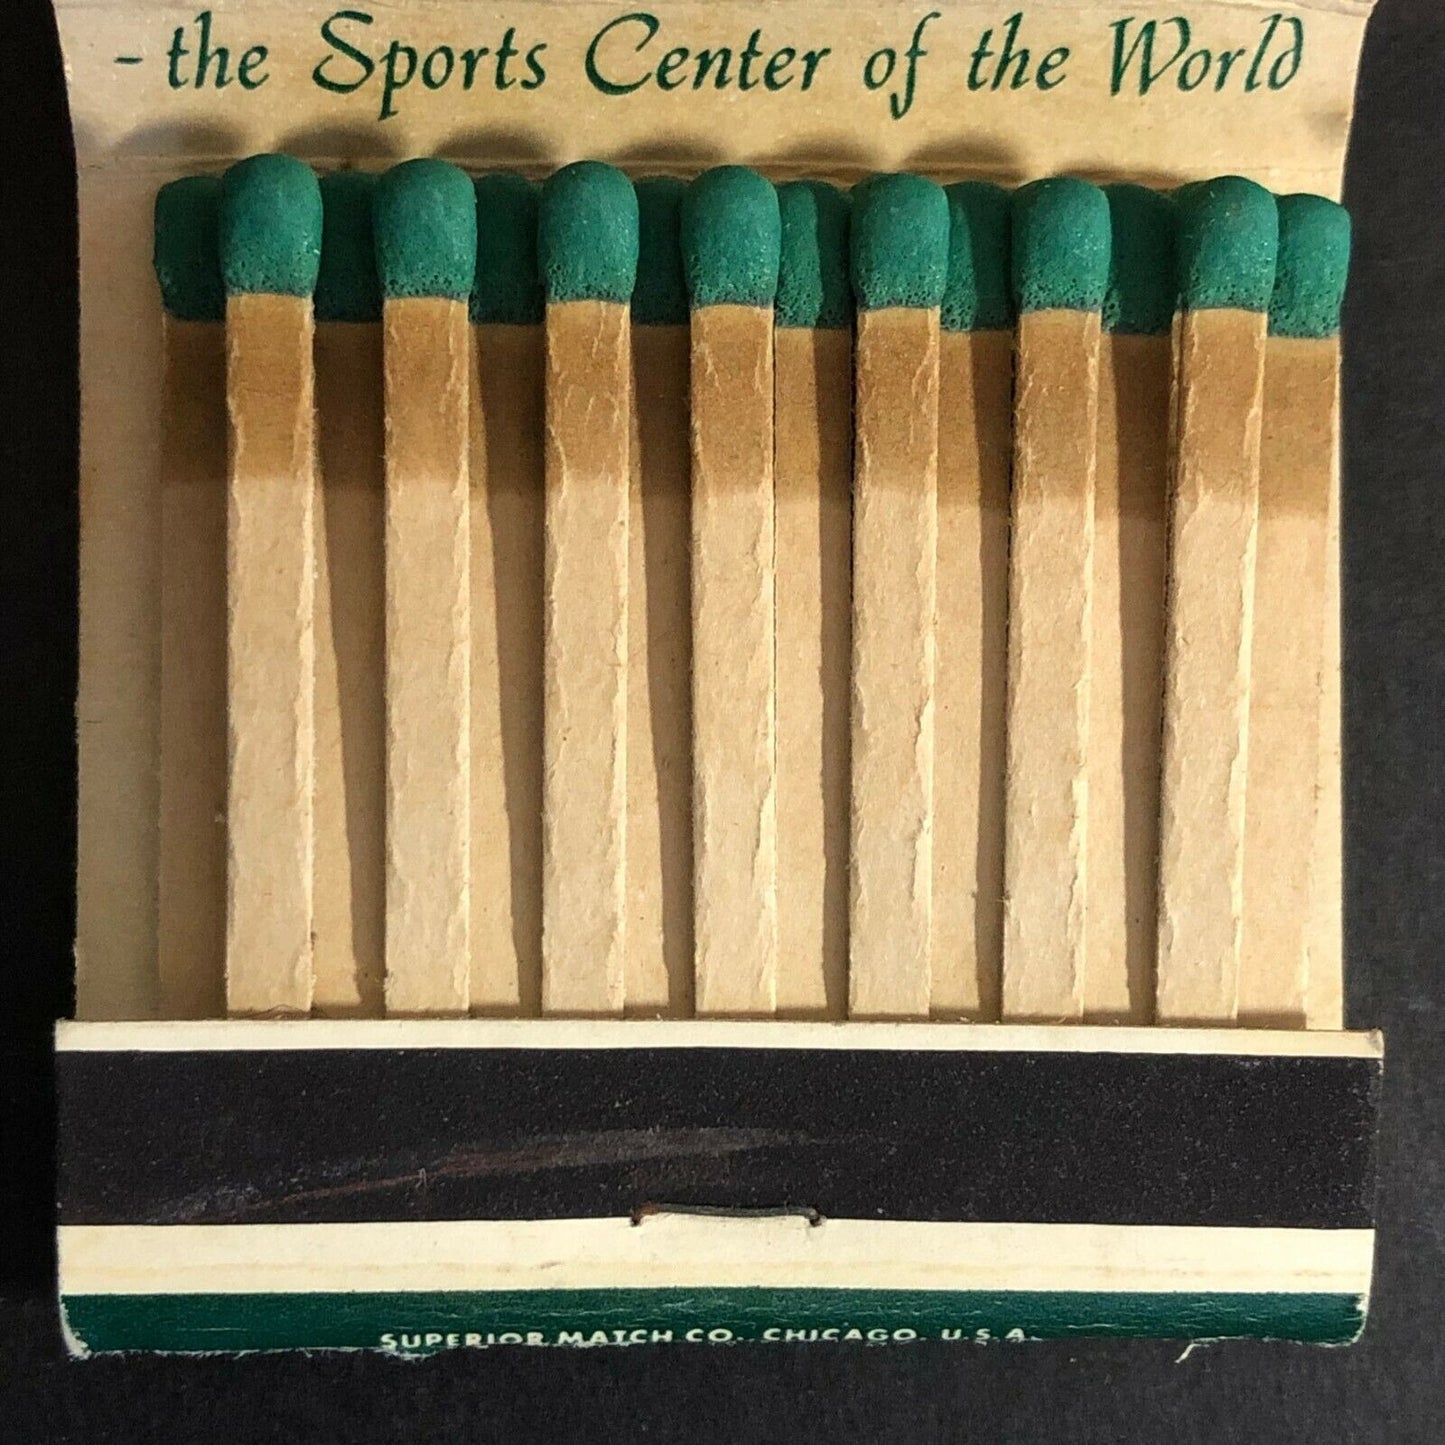 - the Sports Center of the World
SUPERIOR MATCH CO., CHICAGO, U.S.A.